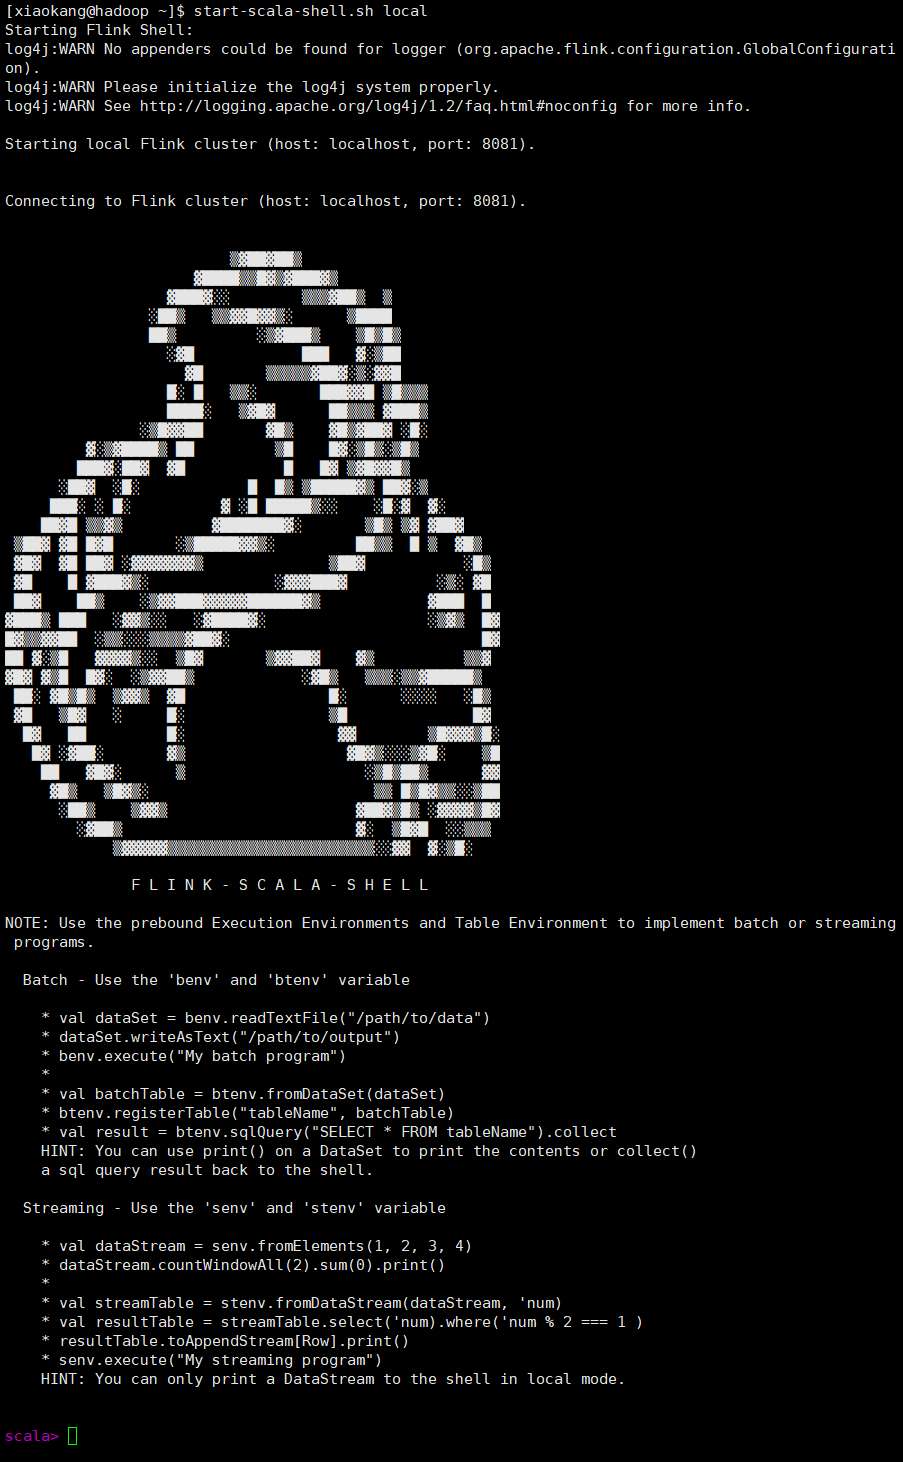 [xiaokang@hadoop ~]$ start-scala-shell.sh local
Starting Flink Shell:
log4j:WARN No appenders could be found for logger (org.apache.flink.configuration.GlobalConfigurati
on).
log4j:WARN Please initialize the log4j system properly.
log4j:WARN See http://logging.apache.org/log4j/1.2/faq.html#noconfig for more info.
Starting local Flink cluster (host: localhost, port: 8081).
Connecting to Flink cluster (host: localhost, port: 8081).
F L I N K - S C A L A - S H E L L
NOTE: Use the prebound Execution Environments and Table Environment to implement batch or streaming
programs.
Batch - Use the 'benv' and 'btenv' variable
* val dataSet = benv.readTextFile("/path/to/data")
* dataSet.writeAsText("/path/to/output")
* benv.execute("My batch program")
*
* val batchTable = btenv.fromDataSet(dataSet)
* btenv.registerTable("tableName", batchTable)
* val result = btenv.sqlQuery("SELECT * FROM tableName").collect
HINT: You can use print() on a DataSet to print the contents or collect()
a sql query result back to the shell.
Streaming - Use the 'senv' and 'stenv' variable
* val dataStream = senv.fromElements(1, 2, 3, 4)
* dataStream.countWindowAll(2).sum(0).print()
*
* val streamTable = stenv.fromDataStream(dataStream, 'num)
* val resultTable = streamTable.select('num).where('num % 2 === 1 )
* resultTable.toAppendStream[Row].print()
* senv.execute("My streaming program")
HINT: You can only print a DataStream to the shell in local mode.
scala>